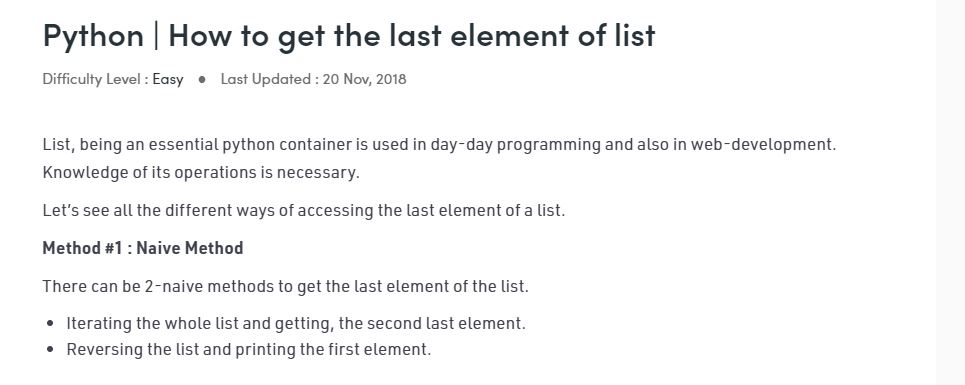 Python | How to get the last element of list
Difficulty Level : Easy ● Last Updated : 20 Nov, 2018
List, being an essential python container is used in day-day programming and also in web-development.
Knowledge of its operations is necessary.
Let’s see all the different ways of accessing the last element of a list.
Method #1 : Naive Method
There can be 2-naive methods to get the last element of the list.
• Iterating the whole list and getting, the second last element.
• Reversing the list and printing the first element.